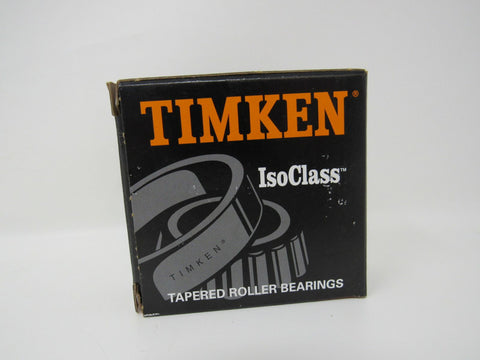 TIMKEN®
IsoClass™
TIMKEN®
TAPERED ROLLER BEARINGS